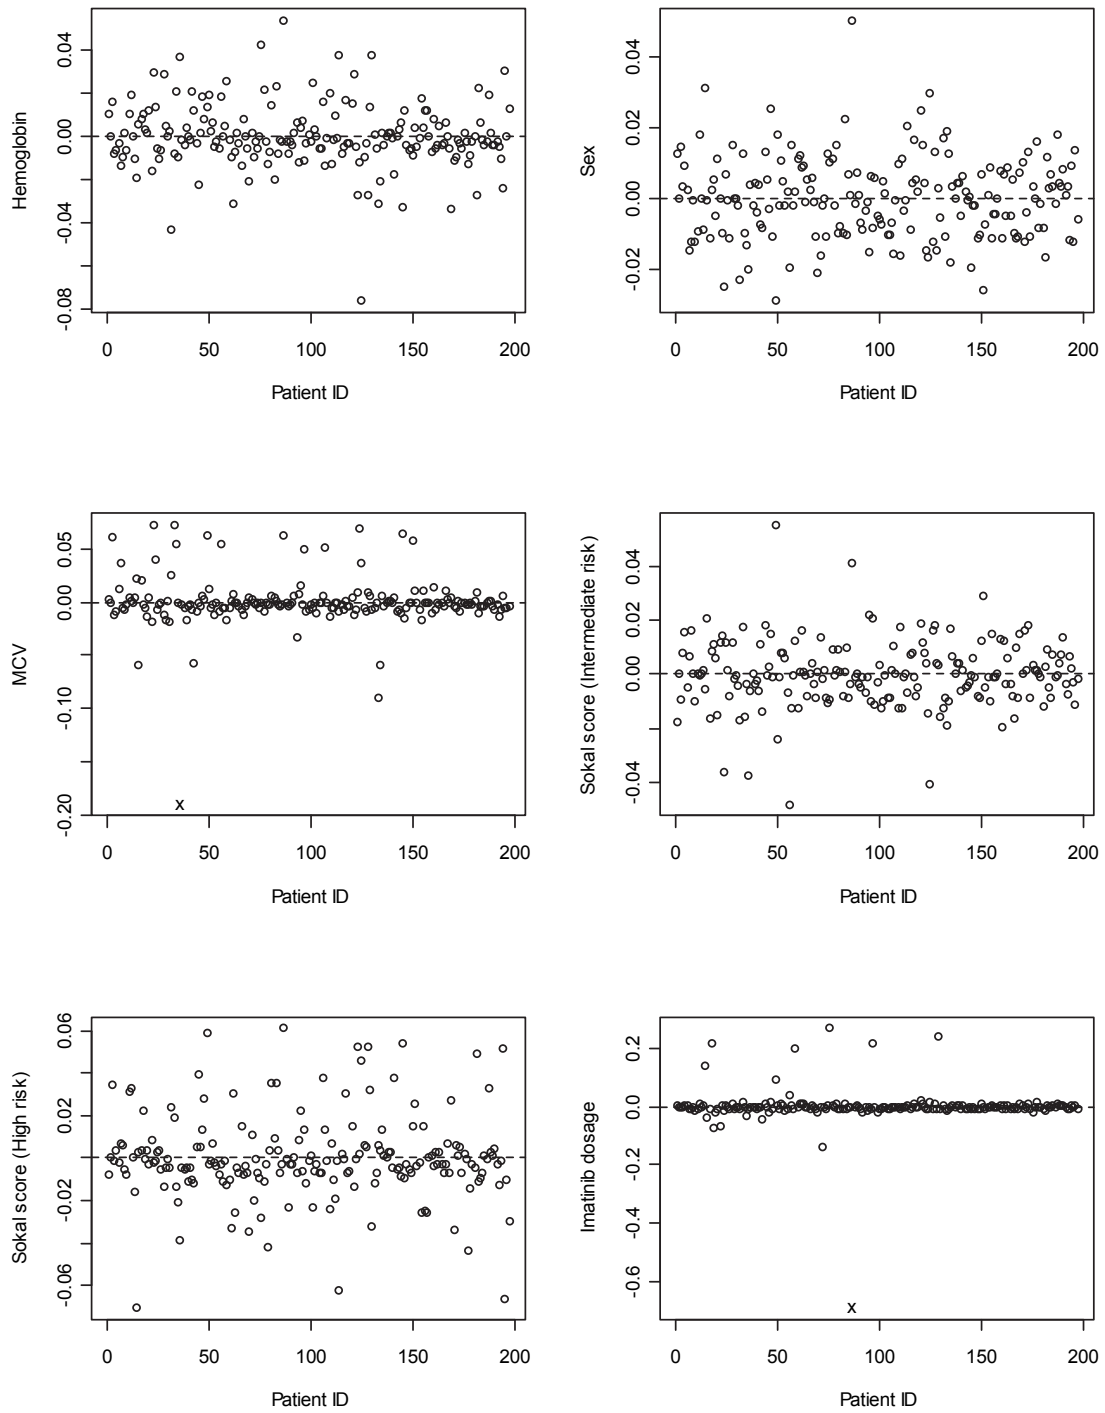 Hemoglobin
0.04
0.00
-0.04
-0.08
0 50 100 150 200
Patient ID
Sex
0.04
0.02
0.00
-0.02
0 50 100 150 200
Patient ID
MCV
0.05
0.00
-0.10
-0.20
x
0 50 100 150 200
Patient ID
Sokal score (Intermediate risk)
0.04
0.02
0.00
-0.04
0 50 100 150 200
Patient ID
Sokal score (High risk)
0.06
0.02
-0.02
-0.06
0 50 100 150 200
Patient ID
Imatinib dosage
0.2
0.0
-0.2
-0.4
-0.6
x
0 50 100 150 200
Patient ID